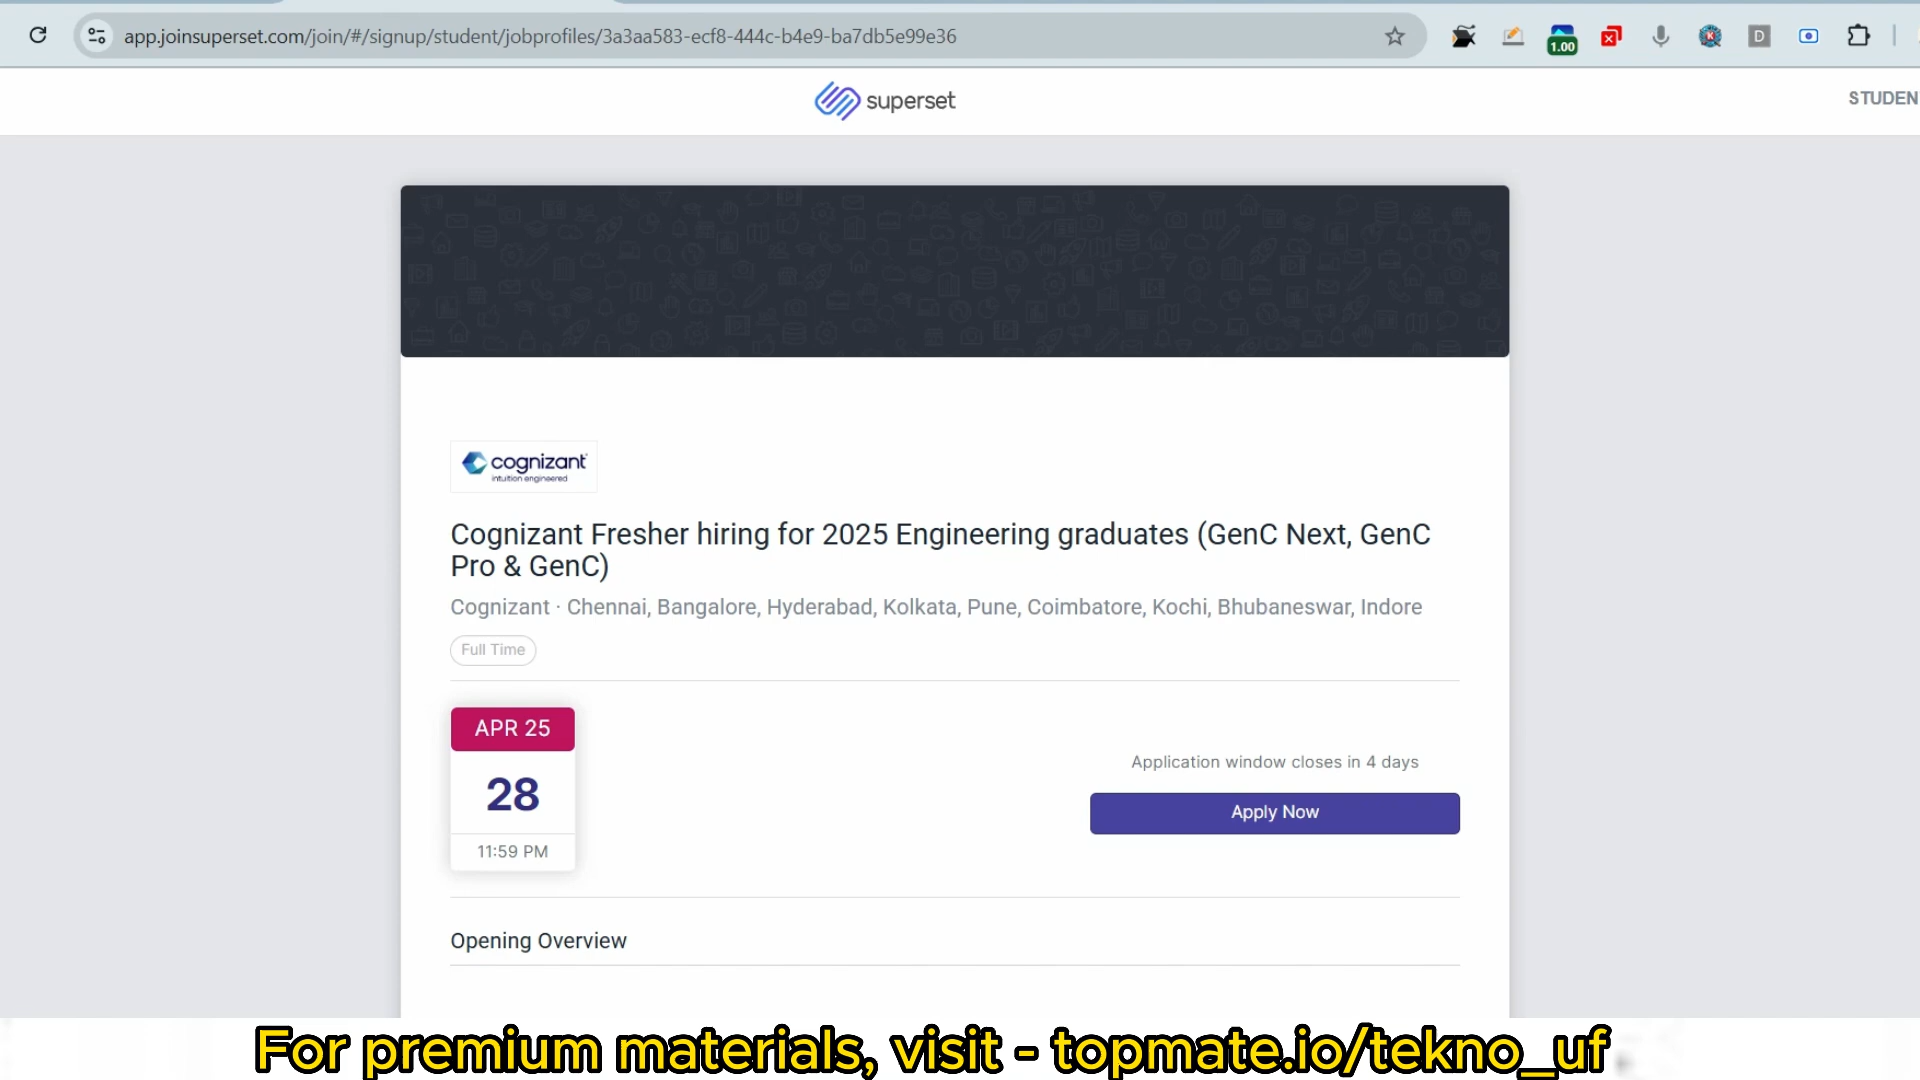 app.joinsuperset.com/join/#/signup/student/jobprofiles/3a3aa583-ecf8-444c-b4e9-ba7db5e99e36
1.00
K
D
superset
STUDEN
cognizant
intuition engineered
Cognizant Fresher hiring for 2025 Engineering graduates (GenC Next, GenC
Pro & GenC)
Cognizant · Chennai, Bangalore, Hyderabad, Kolkata, Pune, Coimbatore, Kochi, Bhubaneswar, Indore
Full Time
APR 25
28
11:59 PM
Application window closes in 4 days
Apply Now
Opening Overview
For premium materials, visit - topmate.io/tekno_uf